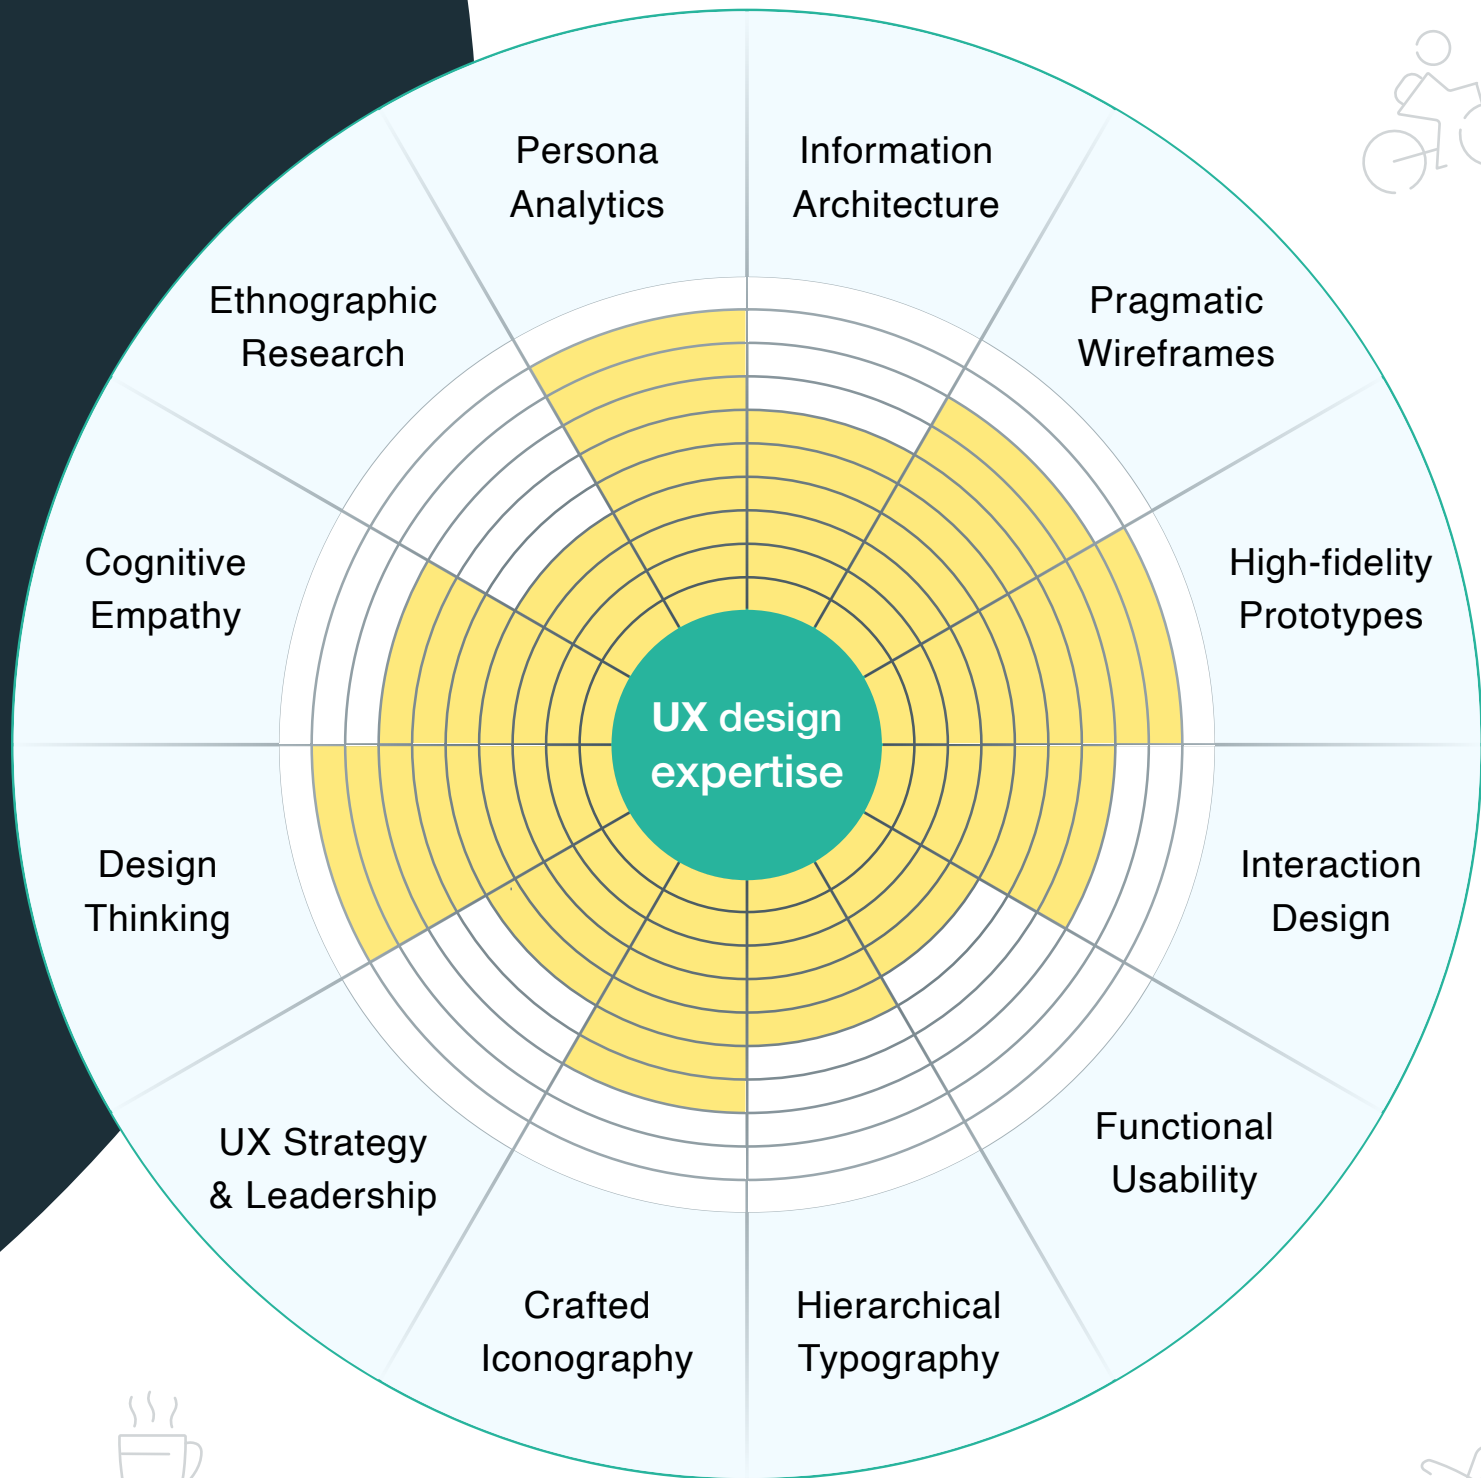 Persona
Analytics
Information
Architecture
Pragmatic
Wireframes
High-fidelity
Prototypes
Interaction
Design
Functional
Usability
Hierarchical
Typography
Crafted
Iconography
UX Strategy
& Leadership
Design
Thinking
Cognitive
Empathy
Ethnographic
Research
UX design
expertise